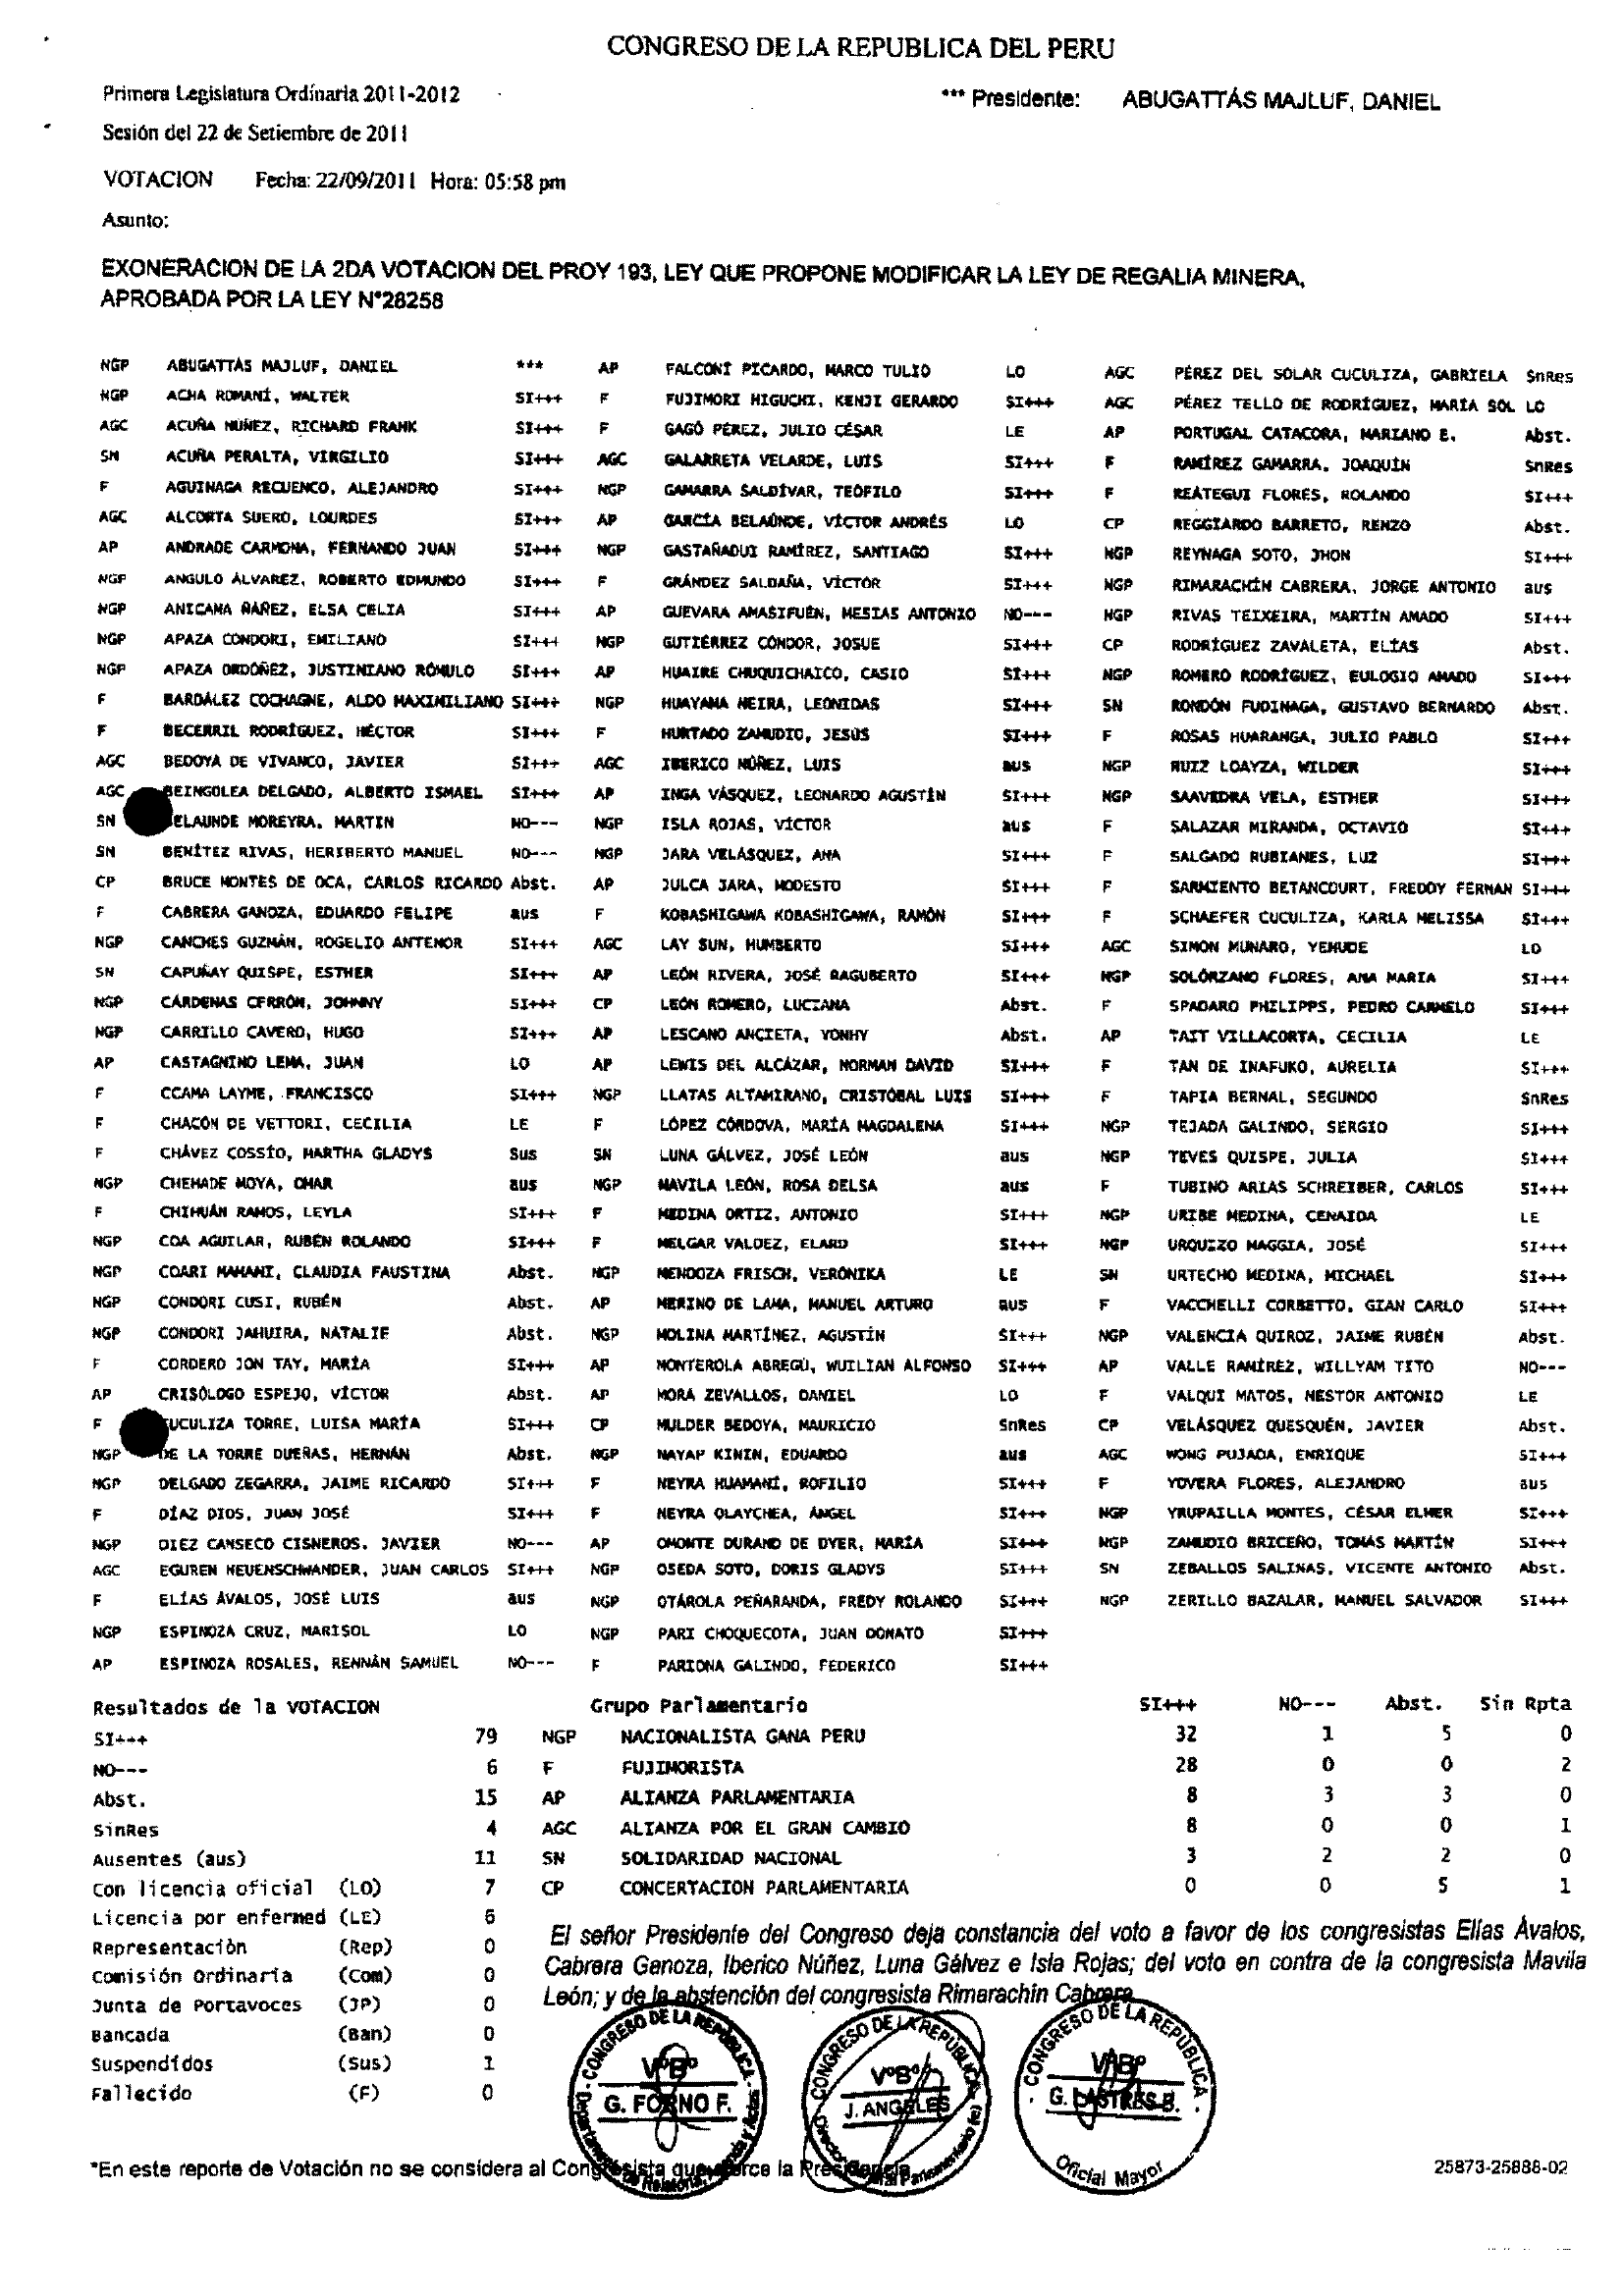 CONGRESO DE LA REPUBLICA DEL PERU
Primera Legislatura Ordinaria 2011-2012
*** Presidente: ABUGATTÁS MAJLUF, DANIEL
Sesión del 22 de Setiembre de 2011
VOTACION Fecha: 22/09/2011 Hora: 05:58 pm
Asunto:
EXONERACION DE LA 2DA VOTACION DEL PROY 193, LEY QUE PROPONE MODIFICAR LA LEY DE REGALIA MINERA,
APROBADA POR LA LEY N°28258
NGP ABUGATTÁS MAJLUF, DANIEL ***
NGP ACHA ROMANÍ, WALTER SI+++
AGC ACUÑA NÚÑEZ, RICHARD FRANK SI+++
SN ACUÑA PERALTA, VIRGILIO SI+++
F AGUINAGA RECUENCO, ALEJANDRO SI+++
AGC ALCORTA SUERO, LOURDES SI+++
AP ANDRADE CARMONA, FERNANDO JUAN SI+++
NGP ANGULO ÁLVAREZ, ROBERTO EDMUNDO SI+++
NGP ANICAMA ÑAÑEZ, ELSA CELIA SI+++
NGP APAZA CONDORI, EMILIANO SI+++
NGP APAZA ORDÓÑEZ, JUSTINIANO RÓMULO SI+++
F BARDÁLEZ COCHAGNE, ALDO MAXIMILIANO SI+++
F BECERRIL RODRÍGUEZ, HÉCTOR SI+++
AGC BEDOYA DE VIVANCO, JAVIER SI+++
AGC BEINGOLEA DELGADO, ALBERTO ISMAEL SI+++
SN ELAUNDE MOREYRA, MARTIN NO---
SN BENÍTEZ RIVAS, HERIBERTO MANUEL NO---
CP BRUCE MONTES DE OCA, CARLOS RICARDO Abst.
F CABRERA GANOZA, EDUARDO FELIPE aus
NGP CANCHES GUZMÁN, ROGELIO ANTENOR SI+++
SN CAPUÑAY QUISPE, ESTHER SI+++
NGP CÁRDENAS CERRÓN, JOHNNY SI+++
NGP CARRILLO CAVERO, HUGO SI+++
AP CASTAGNINO LEMA, JUAN LO
F CCAMA LAYME, FRANCISCO SI+++
F CHACÓN DE VETTORI, CECILIA LE
F CHÁVEZ COSSÍO, MARTHA GLADYS Sus
NGP CHEHADE MOYA, OMAR aus
F CHIHUÁN RAMOS, LEYLA SI+++
NGP COA AGUILAR, RUBÉN ROLANDO SI+++
NGP COARI MAMANI, CLAUDIA FAUSTINA Abst.
NGP CONDORI CUSI, RUBÉN Abst.
NGP CONDORI JAHUIRA, NATALIE Abst.
F CORDERO JON TAY, MARÍA SI+++
AP CRISÓLOGO ESPEJO, VÍCTOR Abst.
F UCULIZA TORRE, LUISA MARÍA SI+++
NGP DE LA TORRE DUEÑAS, HERNÁN Abst.
NGP DELGADO ZEGARRA, JAIME RICARDO SI+++
F DÍAZ DIOS, JUAN JOSÉ SI+++
NGP DIEZ CANSECO CISNEROS, JAVIER NO---
AGC EGUREN NEUENSCHWANDER, JUAN CARLOS SI+++
F ELÍAS ÁVALOS, JOSÉ LUIS aus
NGP ESPINOZA CRUZ, MARISOL LO
AP ESPINOZA ROSALES, RENNÁN SAMUEL NO---
AP FALCONÍ PICARDO, MARCO TULIO LO
F FUJIMORI HIGUCHI, KENJI GERARDO SI+++
F GAGÓ PÉREZ, JULIO CÉSAR LE
AGC GALARRETA VELARDE, LUIS SI+++
NGP GAMARRA SALDÍVAR, TEÓFILO SI+++
AP GARCÍA BELAÚNDE, VÍCTOR ANDRÉS LO
NGP GASTAÑADUI RAMÍREZ, SANTIAGO SI+++
F GRÁNDEZ SALDAÑA, VÍCTOR SI+++
AP GUEVARA AMASIFUÉN, MESIAS ANTONIO NO---
NGP GUTIÉRREZ CÓNDOR, JOSUE SI+++
AP HUAIRE CHUQUICHAICO, CASIO SI+++
NGP HUAYAMA NEIRA, LEONIDAS SI+++
F HURTADO ZAMUDIO, JESÚS SI+++
AGC IBERICO NÚÑEZ, LUIS aus
AP INGA VÁSQUEZ, LEONARDO AGUSTÍN SI+++
NGP ISLA ROJAS, VÍCTOR aus
NGP JARA VELÁSQUEZ, ANA SI+++
AP JULCA JARA, MODESTO SI+++
F KOBASHIGAWA KOBASHIGAWA, RAMÓN SI+++
AGC LAY SUN, HUMBERTO SI+++
AP LEÓN RIVERA, JOSÉ RAGUBERTO SI+++
CP LEÓN ROMERO, LUCIANA Abst.
AP LESCANO ANCIETA, YONHY Abst.
AP LEWIS DEL ALCÁZAR, NORMAN DAVID SI+++
NGP LLATAS ALTAMIRANO, CRISTÓBAL LUIS SI+++
F LÓPEZ CÓRDOVA, MARÍA MAGDALENA SI+++
SN LUNA GÁLVEZ, JOSÉ LEÓN aus
NGP MAVILA LEÓN, ROSA DELSA aus
F MEDINA ORTIZ, ANTONIO SI+++
F MELGAR VALDEZ, ELARD SI+++
NGP MENDOZA FRISCH, VERÓNIKA LE
AP MERINO DE LAMA, MANUEL ARTURO aus
NGP MOLINA MARTÍNEZ, AGUSTÍN SI+++
AP MONTEROLA ABREGÚ, WUILIAN ALFONSO SI+++
AP MORA ZEVALLOS, DANIEL LO
CP MULDER BEDOYA, MAURICIO SnRes
NGP NAYAP KININ, EDUARDO aus
F NEYRA HUAMANÍ, ROFILIO SI+++
F NEYRA OLAYCHEA, ÁNGEL SI+++
AP OMONTE DURAND DE DYER, MARÍA SI+++
NGP OSEDA SOTO, DORIS GLADYS SI+++
NGP OTÁROLA PEÑARANDA, FREDY ROLANDO SI+++
NGP PARI CHOQUECOTA, JUAN DONATO SI+++
F PARIONA GALINDO, FEDERICO SI+++
AGC PÉREZ DEL SOLAR CUCULIZA, GABRIELA SnRes
AGC PÉREZ TELLO DE RODRÍGUEZ, MARÍA SOL LO
AP PORTUGAL CATACORA, MARIANO E. Abst.
F RAMÍREZ GAMARRA, JOAQUÍN SnRes
F REÁTEGUI FLORES, ROLANDO SI+++
CP REGGIARDO BARRETO, RENZO Abst.
NGP REYNAGA SOTO, JHON SI+++
NGP RIMARACHÍN CABRERA, JORGE ANTONIO aus
NGP RIVAS TEIXEIRA, MARTÍN AMADO SI+++
CP RODRÍGUEZ ZAVALETA, ELÍAS Abst.
NGP ROMERO RODRÍGUEZ, EULOGIO AMADO SI+++
SN RONDÓN FUDINAGA, GUSTAVO BERNARDO Abst.
F ROSAS HUARANGA, JULIO PABLO SI+++
NGP RUIZ LOAYZA, WILDER SI+++
NGP SAAVEDRA VELA, ESTHER SI+++
F SALAZAR MIRANDA, OCTAVIO SI+++
F SALGADO RUBIANES, LUZ SI+++
F SARMIENTO BETANCOURT, FREDDY FERNAN SI+++
F SCHAEFER CUCULIZA, KARLA MELISSA SI+++
AGC SIMON MUNARO, YEHUDE LO
NGP SOLÓRZANO FLORES, ANA MARIA SI+++
F SPADARO PHILIPPS, PEDRO CARMELO SI+++
AP TAIT VILLACORTA, CECILIA LE
F TAN DE INAFUKO, AURELIA SI+++
F TAPIA BERNAL, SEGUNDO SnRes
NGP TEJADA GALINDO, SERGIO SI+++
NGP TEVES QUISPE, JULIA SI+++
F TUBINO ARIAS SCHREIBER, CARLOS SI+++
NGP URIBE MEDINA, CENAIDA LE
NGP URQUIZO MAGGIA, JOSÉ SI+++
SN URTECHO MEDINA, MICHAEL SI+++
F VACCHELLI CORBETTO, GIAN CARLO SI+++
NGP VALENCIA QUIROZ, JAIME RUBÉN Abst.
AP VALLE RAMÍREZ, WILLYAM TITO NO---
F VALQUI MATOS, NESTOR ANTONIO LE
CP VELÁSQUEZ QUESQUÉN, JAVIER Abst.
AGC WONG PUJADA, ENRIQUE SI+++
F YOVERA FLORES, ALEJANDRO aus
NGP YRUPAILLA MONTES, CÉSAR ELMER SI+++
NGP ZAMUDIO BRICEÑO, TOMÁS MARTÍN SI+++
SN ZEBALLOS SALINAS, VICENTE ANTONIO Abst.
NGP ZERILLO BAZALAR, MANUEL SALVADOR SI+++
Resultados de la VOTACION
SI+++ 79
NO--- 6
Abst. 15
SinRes 4
Ausentes (aus) 11
Con licencia oficial (LO) 7
Licencia por enfermed (LE) 6
Representación (Rep) 0
Comisión Ordinaria (Com) 0
Junta de Portavoces (JP) 0
Bancada (Ban) 0
Suspendidos (Sus) 1
Fallecido (F) 0
Grupo Parlamentario SI+++ NO--- Abst. Sin Rpta
NGP NACIONALISTA GANA PERU 32 1 5 0
F FUJIMORISTA 28 0 0 2
AP ALIANZA PARLAMENTARIA 8 3 3 0
AGC ALIANZA POR EL GRAN CAMBIO 8 0 0 1
SN SOLIDARIDAD NACIONAL 3 2 2 0
CP CONCERTACION PARLAMENTARIA 0 0 5 1
El señor Presidente del Congreso deja constancia del voto a favor de los congresistas Elías Ávalos,
Cabrera Ganoza, Iberico Núñez, Luna Gálvez e Isla Rojas; del voto en contra de la congresista Mavila
León; y de la abstención del congresista Rimarachín Cabrera
CONGRESO DE LA REPÚBLICA
V°B°
G. FORNO F.
CONGRESO DE LA REPÚBLICA
V°B°
J. ANGELES
CONGRESO DE LA REPÚBLICA
V°B°
G. LASTRES B.
Oficial Mayor
*En este reporte de Votación no se considera al Congresista que ejerce la Presidencia
25873-25888-02